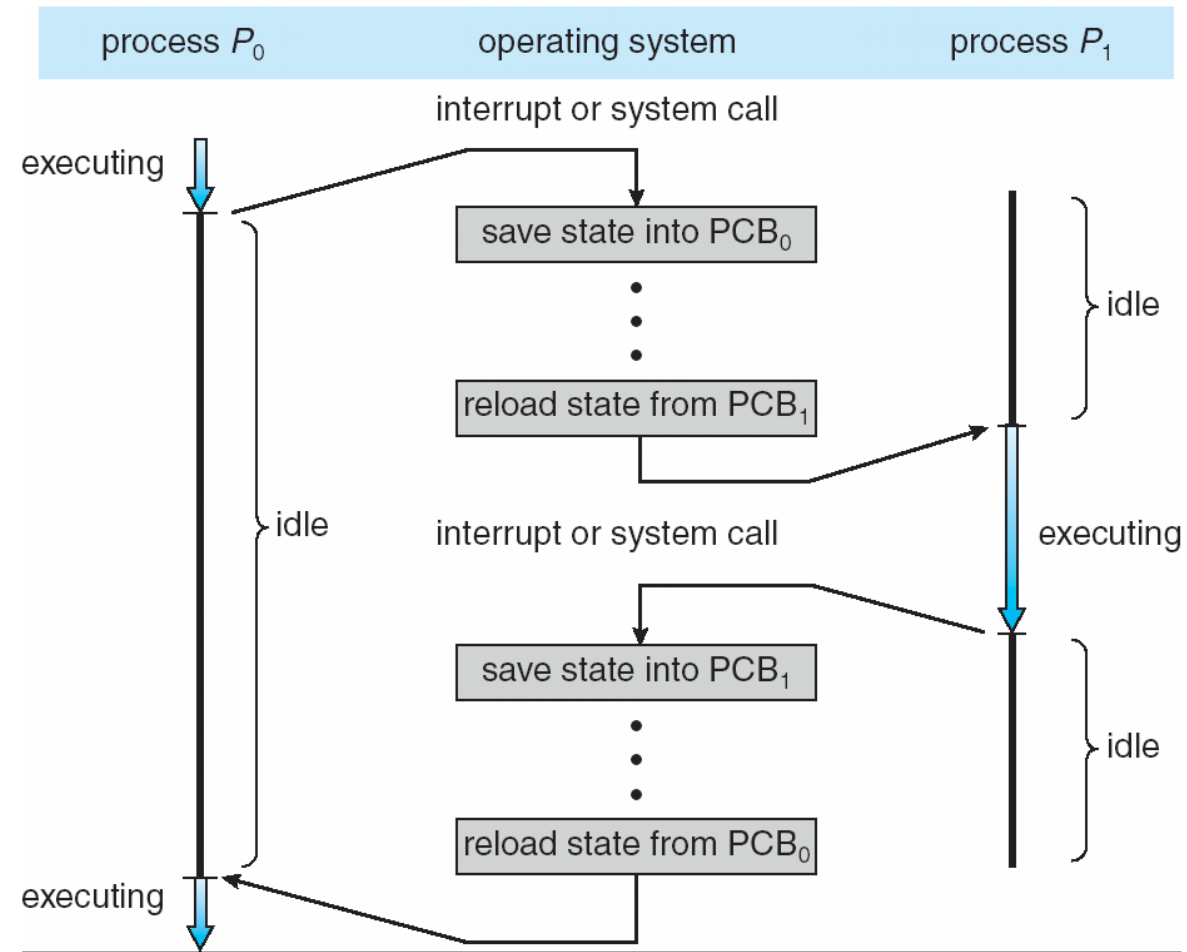 process P₀ operating system process P₁
interrupt or system call
executing
save state into PCB₀
idle
reload state from PCB₁
idle
interrupt or system call
executing
save state into PCB₁
idle
reload state from PCB₀
executing